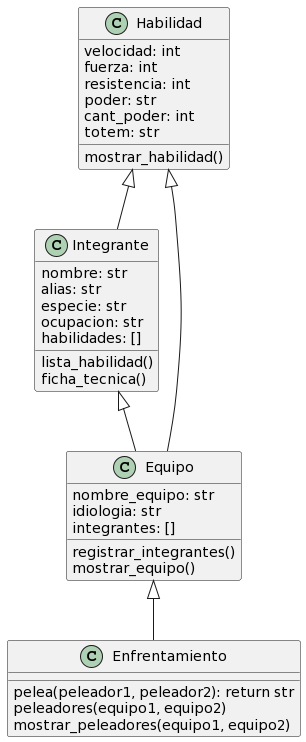 C Habilidad
velocidad: int
fuerza: int
resistencia: int
poder: str
cant_poder: int
totem: str
mostrar_habilidad()
C Integrante
nombre: str
alias: str
especie: str
ocupacion: str
habilidades: []
lista_habilidad()
ficha_tecnica()
C Equipo
nombre_equipo: str
idiologia: str
integrantes: []
registrar_integrantes()
mostrar_equipo()
C Enfrentamiento
pelea(peleador1, peleador2): return str
peleadores(equipo1, equipo2)
mostrar_peleadores(equipo1, equipo2)